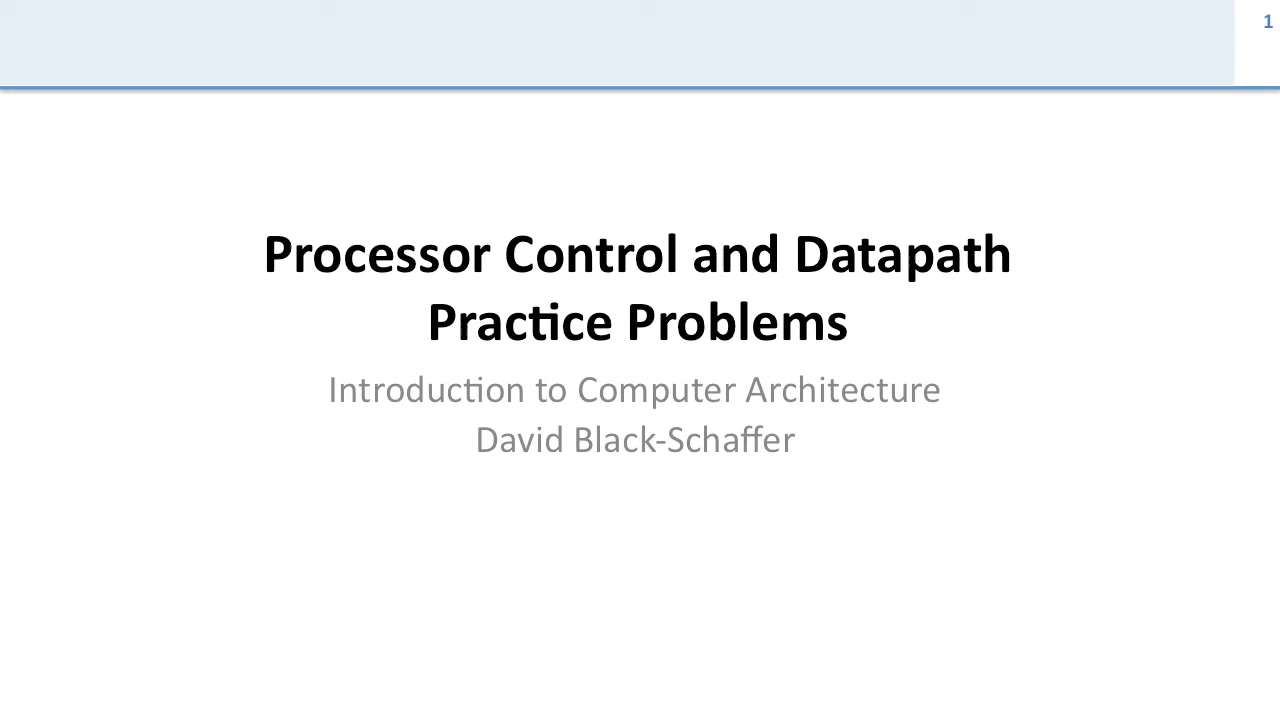 1
Processor Control and Datapath
Practice Problems
Introduction to Computer Architecture
David Black-Schaffer